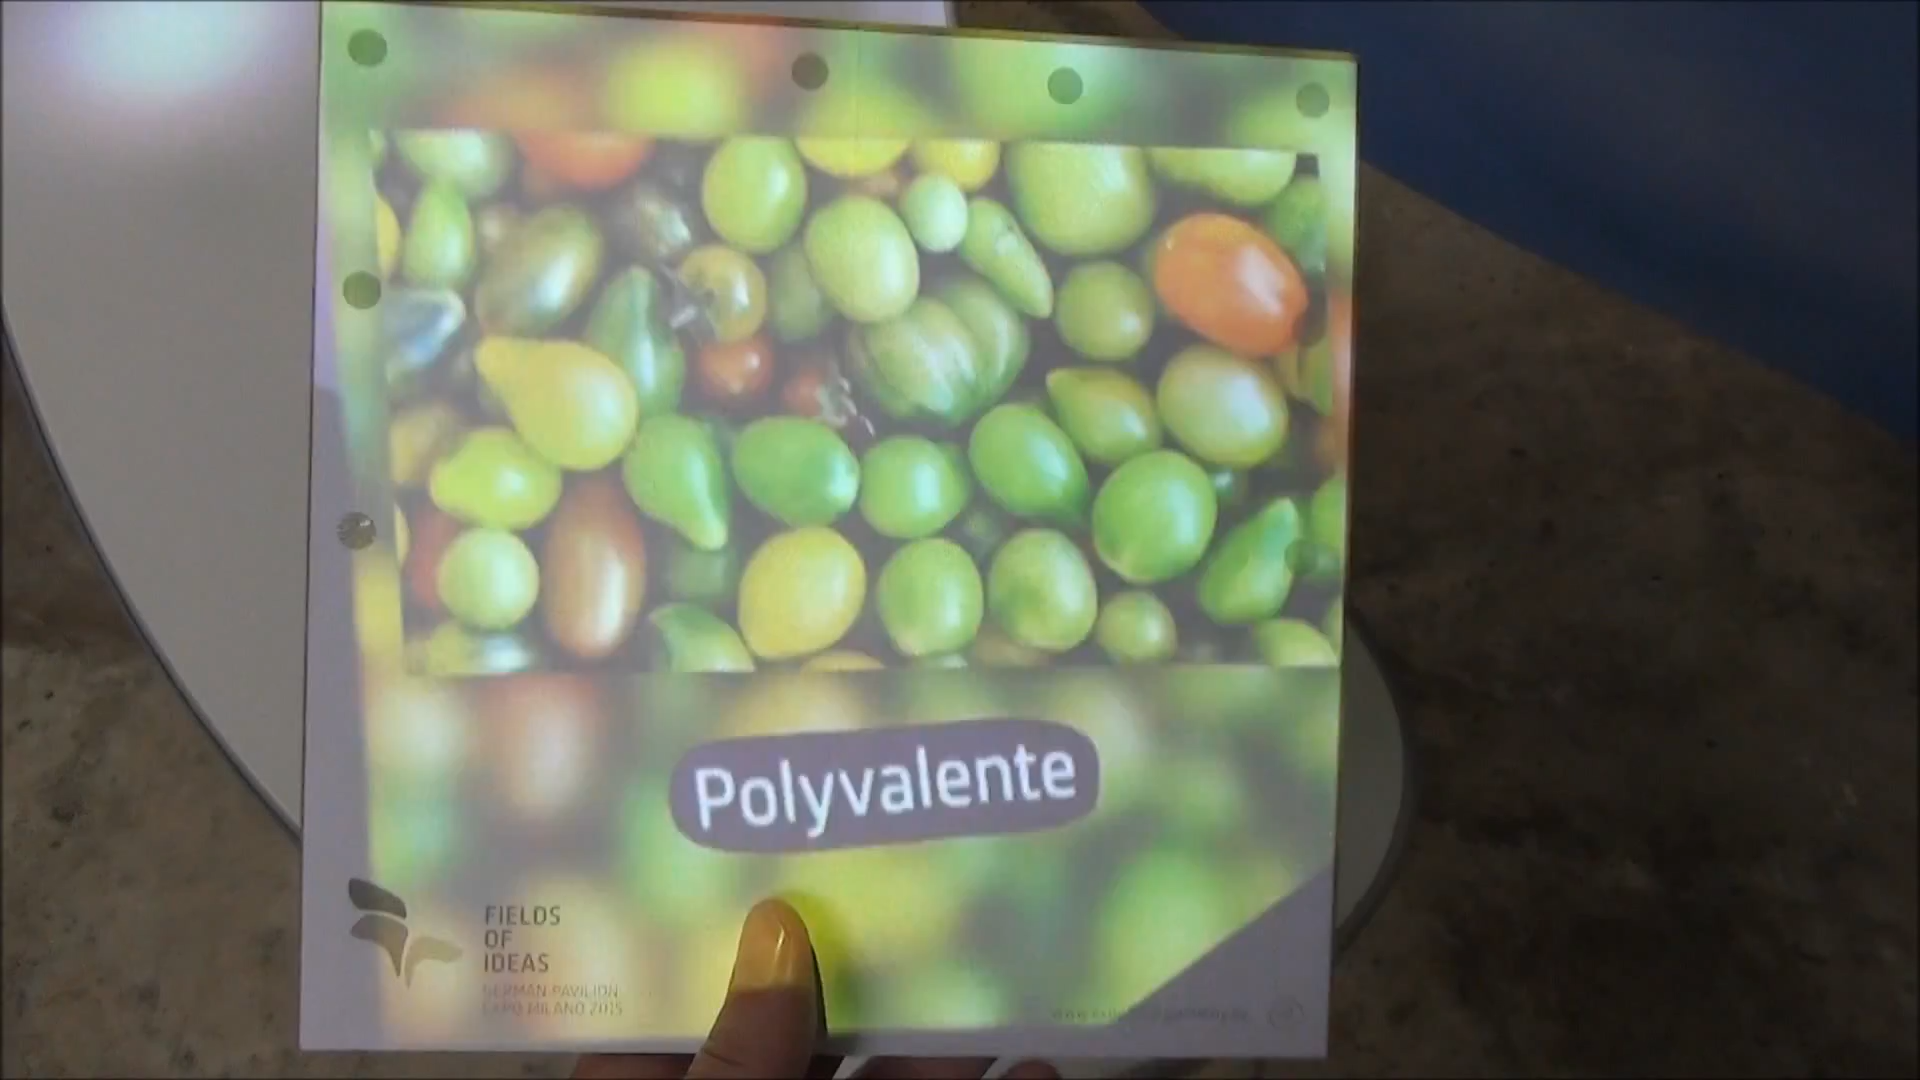 Polyvalente
FIELDS
OF
IDEAS
GERMAN PAVILION
EXPO MILANO 2015